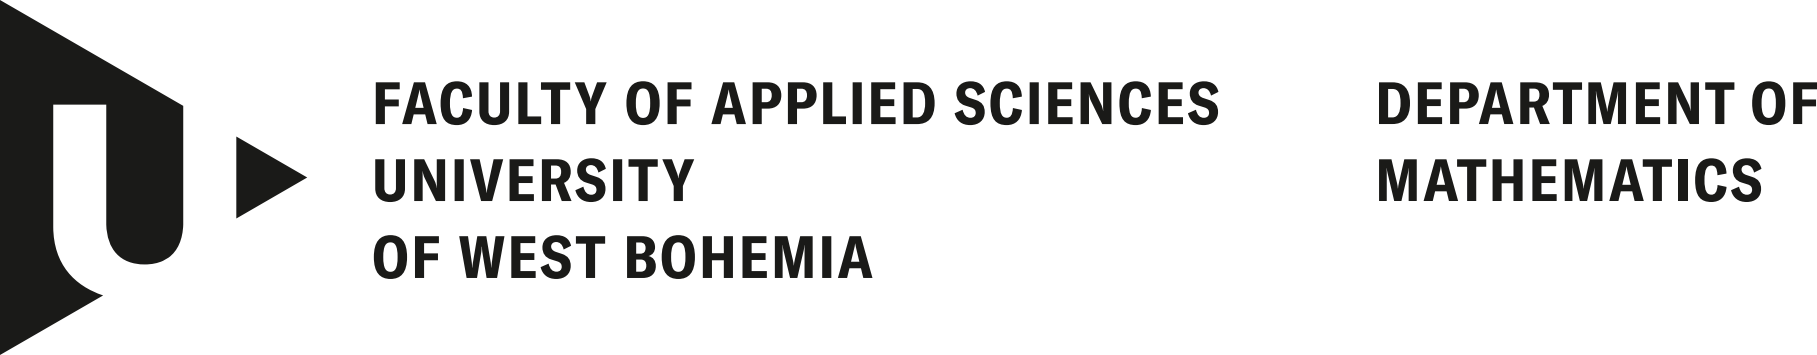 FACULTY OF APPLIED SCIENCES
UNIVERSITY
OF WEST BOHEMIA
DEPARTMENT OF
MATHEMATICS